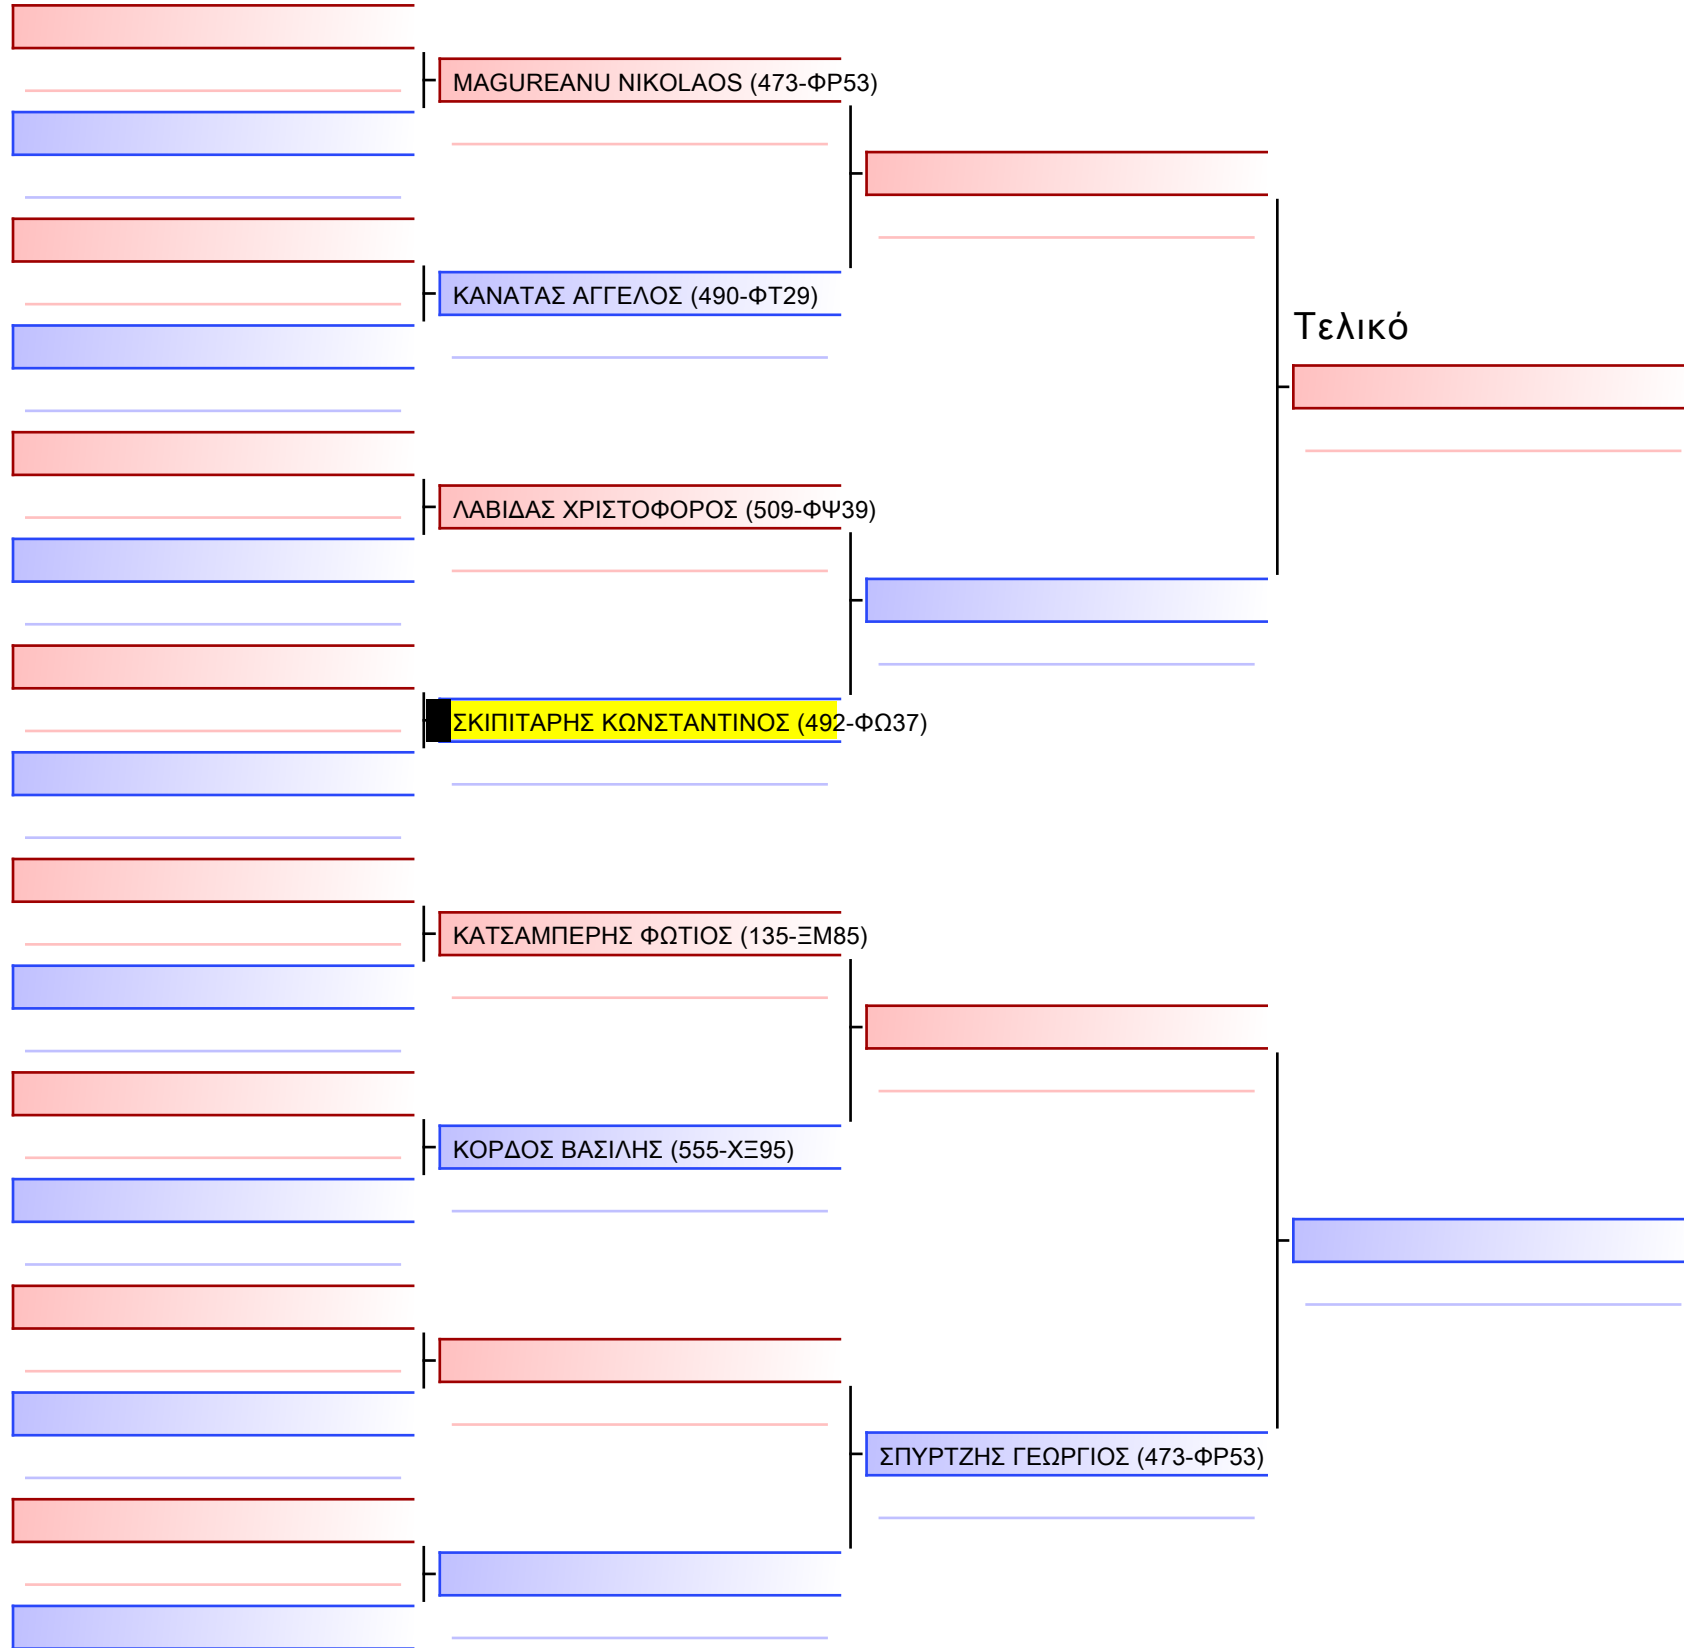 MAGUREANU NIKOLAOS (473-ΦΡ53)
ΚΑΝΑΤΑΣ ΑΓΓΕΛΟΣ (490-ΦΤ29)
Τελικό
ΛΑΒΙΔΑΣ ΧΡΙΣΤΟΦΟΡΟΣ (509-ΦΨ39)
ΣΚΙΠΙΤΑΡΗΣ ΚΩΝΣΤΑΝΤΙΝΟΣ (492-ΦΩ37)
ΚΑΤΣΑΜΠΕΡΗΣ ΦΩΤΙΟΣ (135-ΞΜ85)
ΚΟΡΔΟΣ ΒΑΣΙΛΗΣ (555-ΧΞ95)
ΣΠΥΡΤΖΗΣ ΓΕΩΡΓΙΟΣ (473-ΦΡ53)